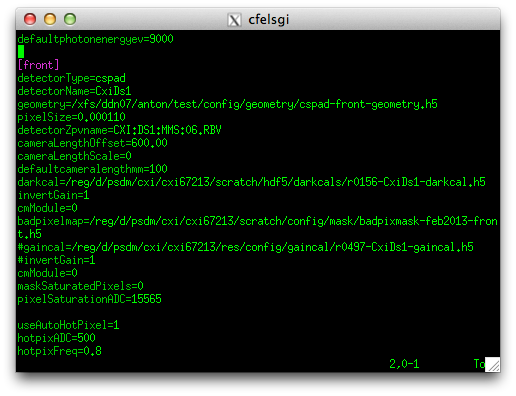 cfelsgi
defaultphotonenergyev=9000
[front]
detectorType=cspad
detectorName=CxiDs1
geometry=/xfs/ddn07/anton/test/config/geometry/cspad-front-geometry.h5
pixelSize=0.000110
detectorZpvname=CXI:DS1:MMS:06.RBV
cameraLengthOffset=600.00
cameraLengthScale=0
defaultcameralengthmm=100
darkcal=/reg/d/psdm/cxi/cxi67213/scratch/hdf5/darkcals/r0156-CxiDs1-darkcal.h5
invertGain=1
cmModule=0
badpixelmap=/reg/d/psdm/cxi/cxi67213/scratch/config/mask/badpixmask-feb2013-fron
t.h5
#gaincal=/reg/d/psdm/cxi/cxi67213/res/config/gaincal/r0497-CxiDs1-gaincal.h5
#invertGain=1
cmModule=0
maskSaturatedPixels=0
pixelSaturationADC=15565
useAutoHotPixel=1
hotpixADC=500
hotpixFreq=0.8
2,0-1 To